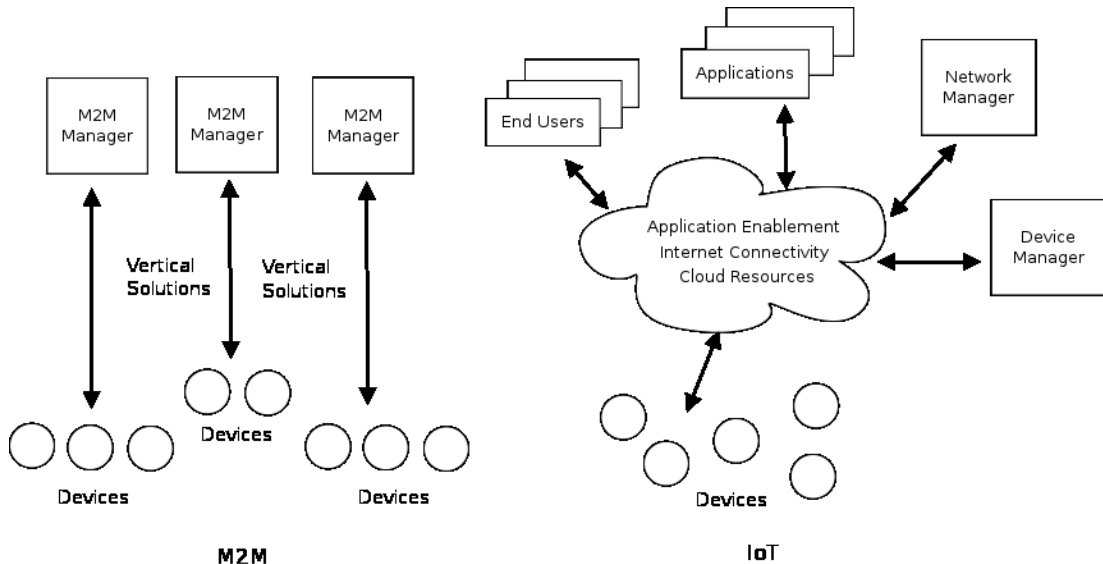 M2M
Manager
M2M
Manager
M2M
Manager
Vertical
Solutions
Vertical
Solutions
Devices
Devices
Devices
M2M
End Users
Applications
Network
Manager
Application Enablement
Internet Connectivity
Cloud Resources
Device
Manager
Devices
IoT